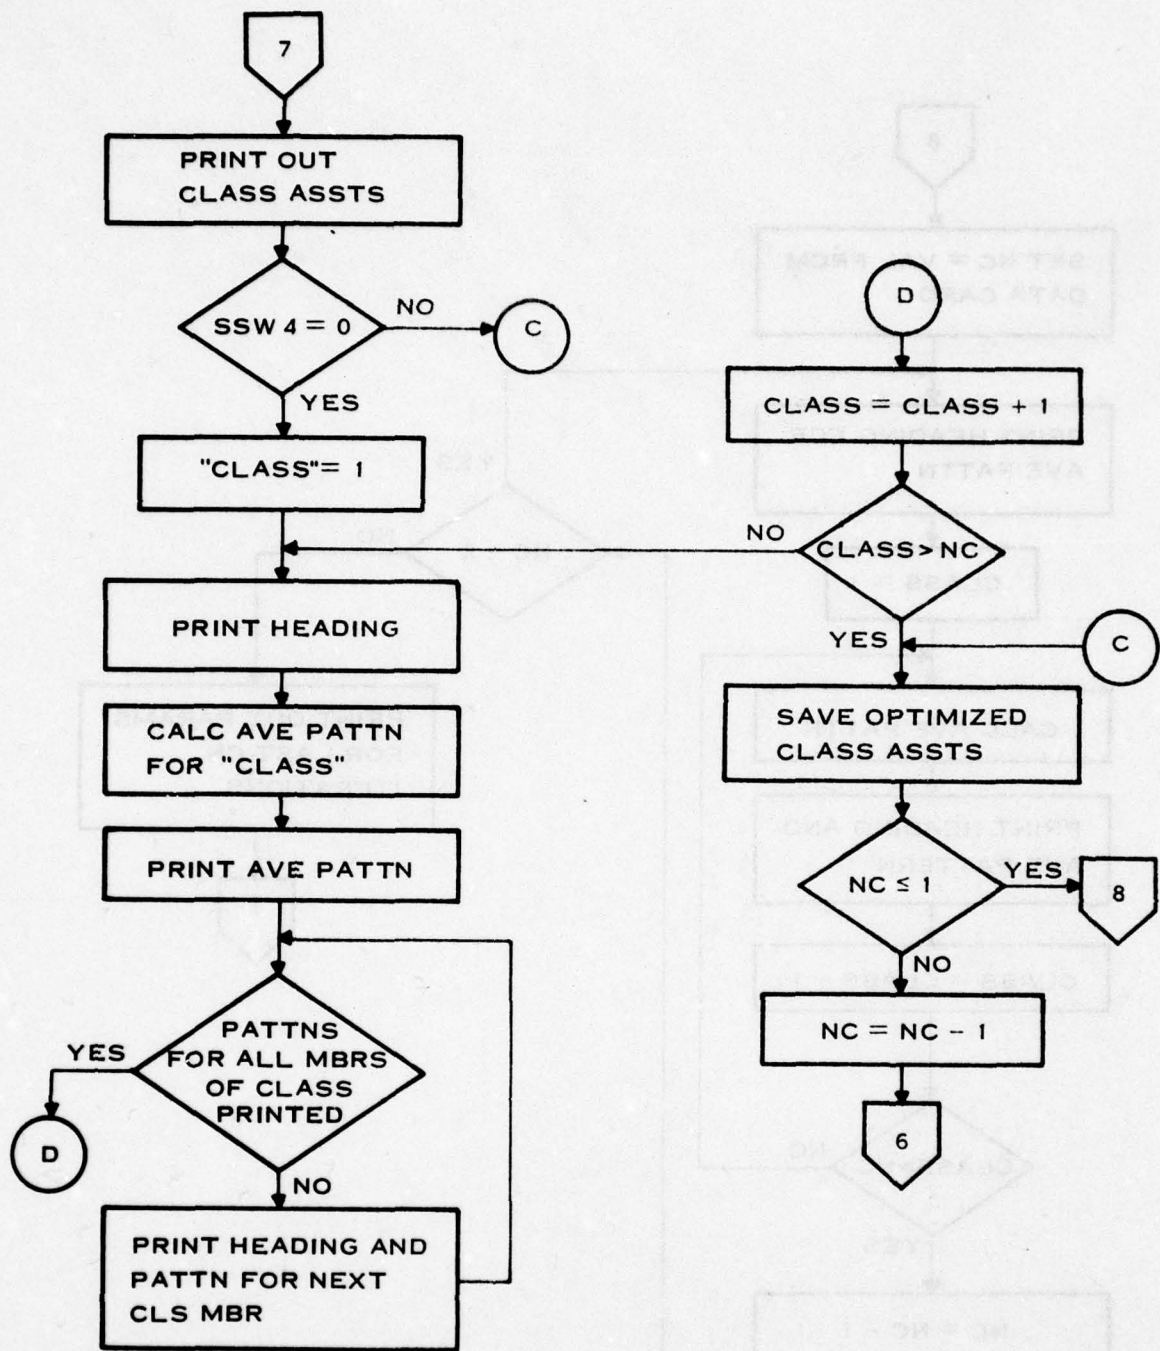 7
PRINT OUT
CLASS ASSTS
SSW 4 = 0
NO
C
YES
"CLASS"= 1
PRINT HEADING
CALC AVE PATTN
FOR "CLASS"
PRINT AVE PATTN
PATTNS
FOR ALL MBRS
OF CLASS
PRINTED
YES
D
NO
PRINT HEADING AND
PATTN FOR NEXT
CLS MBR
D
CLASS = CLASS + 1
CLASS > NC
NO
YES
C
SAVE OPTIMIZED
CLASS ASSTS
NC ≤ 1
YES
8
NO
NC = NC - 1
6